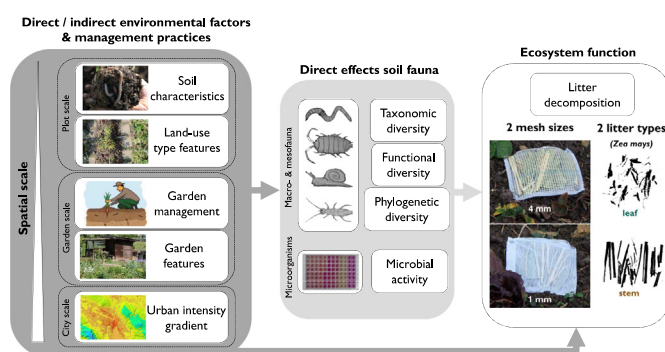 Direct / indirect environmental factors
& management practices
Spatial scale
Plot scale
Soil
characteristics
Land-use
type features
Garden scale
Garden
management
Garden
features
City scale
Urban intensity
gradient
Direct effects soil fauna
Macro- & mesofauna
Taxonomic
diversity
Functional
diversity
Phylogenetic
diversity
Microorganisms
Microbial
activity
Ecosystem function
Litter
decomposition
2 mesh sizes
4 mm
1 mm
2 litter types
(Zea mays)
leaf
stem